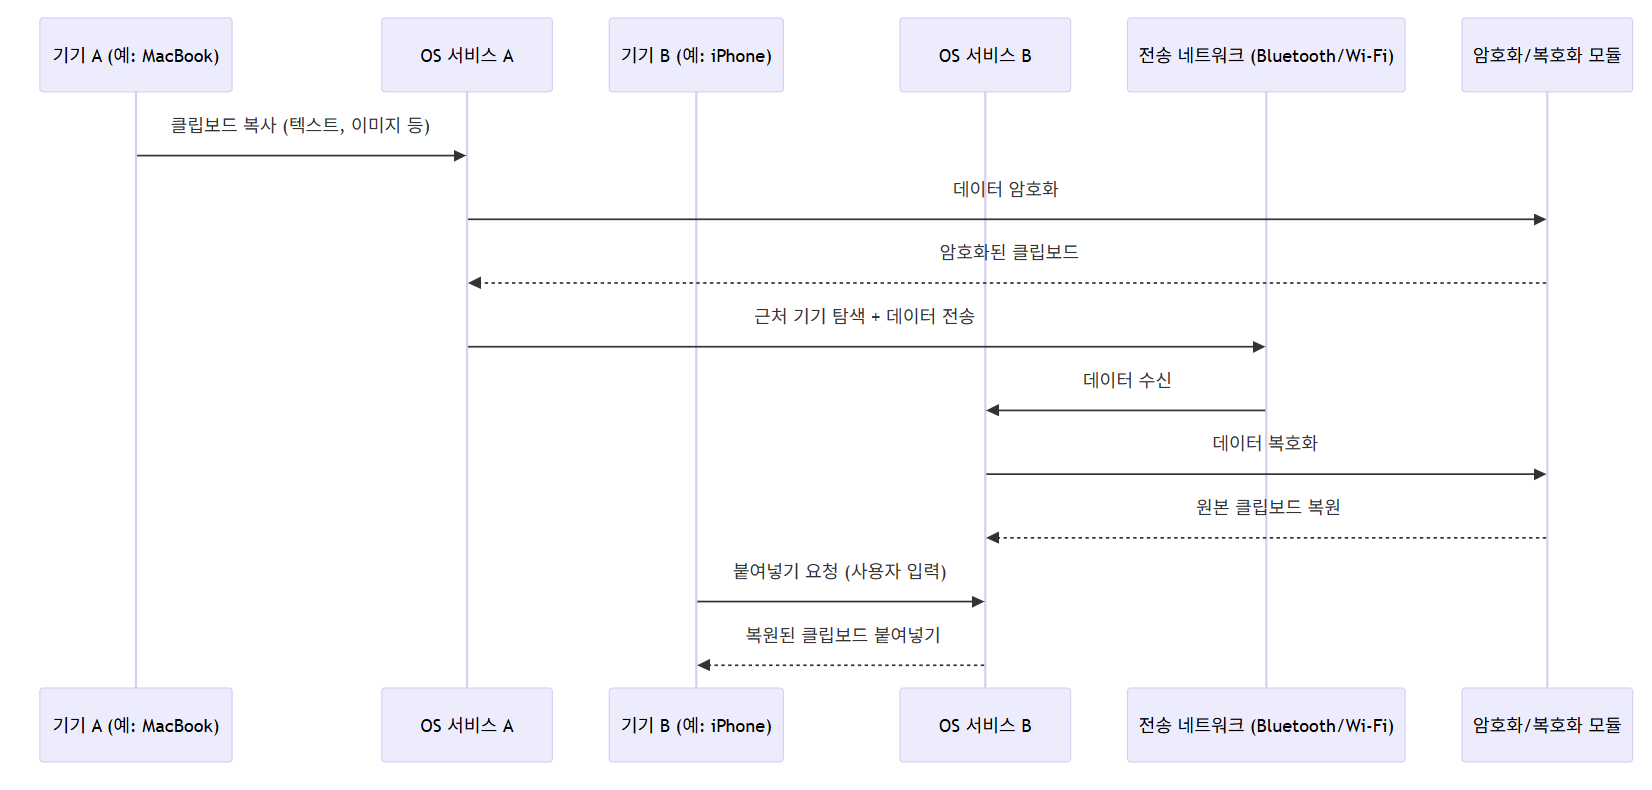 기기 A (예: MacBook)
OS 서비스 A
기기 B (예: iPhone)
OS 서비스 B
전송 네트워크 (Bluetooth/Wi-Fi)
암호화/복호화 모듈
클립보드 복사 (텍스트, 이미지 등)
데이터 암호화
암호화된 클립보드
근처 기기 탐색 + 데이터 전송
데이터 수신
데이터 복호화
원본 클립보드 복원
붙여넣기 요청 (사용자 입력)
복원된 클립보드 붙여넣기
기기 A (예: MacBook)
OS 서비스 A
기기 B (예: iPhone)
OS 서비스 B
전송 네트워크 (Bluetooth/Wi-Fi)
암호화/복호화 모듈